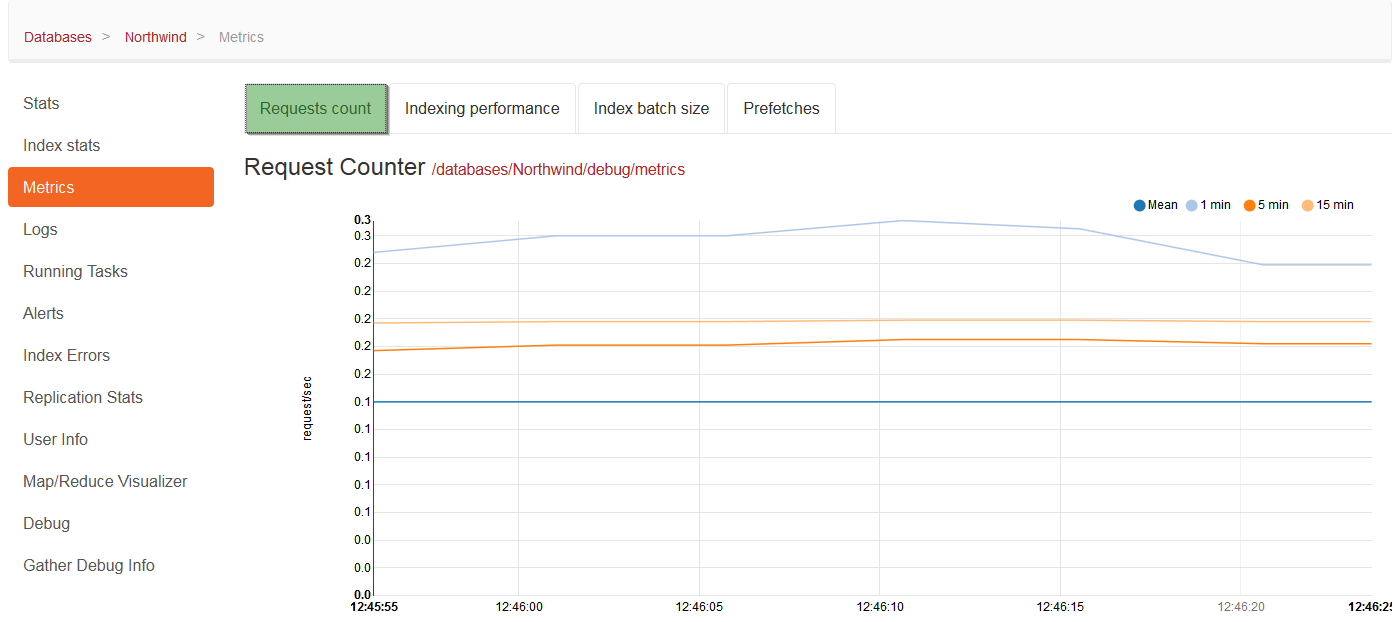 Databases > Northwind > Metrics
Stats
Index stats
Metrics
Logs
Running Tasks
Alerts
Index Errors
Replication Stats
User Info
Map/Reduce Visualizer
Debug
Gather Debug Info
Requests count
Indexing performance
Index batch size
Prefetches
Request Counter /databases/Northwind/debug/metrics
Mean 1 min 5 min 15 min
request/sec
0.3
0.3
0.2
0.2
0.2
0.2
0.2
0.1
0.1
0.1
0.1
0.1
0.0
0.0
0.0
12:45:55 12:46:00 12:46:05 12:46:10 12:46:15 12:46:20 12:46:25